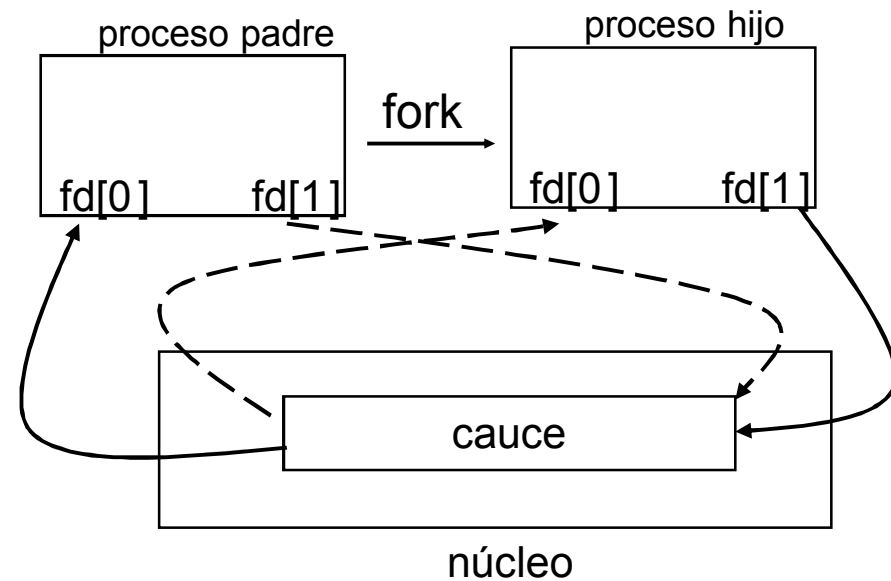 proceso padre
proceso hijo
fork
fd[0]
fd[1]
fd[0]
fd[1]
cauce
núcleo